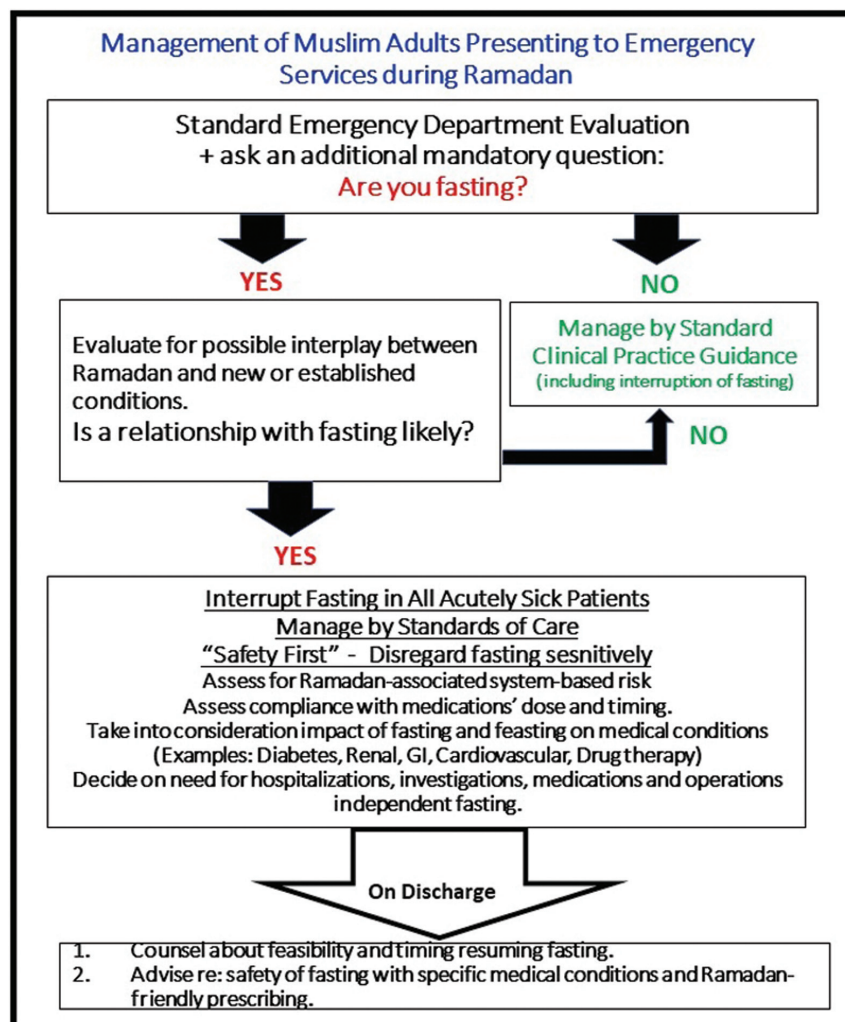 Management of Muslim Adults Presenting to Emergency
Services during Ramadan
Standard Emergency Department Evaluation
+ ask an additional mandatory question:
Are you fasting?
YES
NO
Evaluate for possible interplay between
Ramadan and new or established
conditions.
Is a relationship with fasting likely?
Manage by Standard
Clinical Practice Guidance
(including interruption of fasting)
NO
YES
Interrupt Fasting in All Acutely Sick Patients
Manage by Standards of Care
“Safety First” - Disregard fasting sesnitively
Assess for Ramadan-associated system-based risk
Assess compliance with medications’ dose and timing.
Take into consideration impact of fasting and feasting on medical conditions
(Examples: Diabetes, Renal, GI, Cardiovascular, Drug therapy)
Decide on need for hospitalizations, investigations, medications and operations
independent fasting.
On Discharge
1. Counsel about feasibility and timing resuming fasting.
2. Advise re: safety of fasting with specific medical conditions and Ramadan-
friendly prescribing.